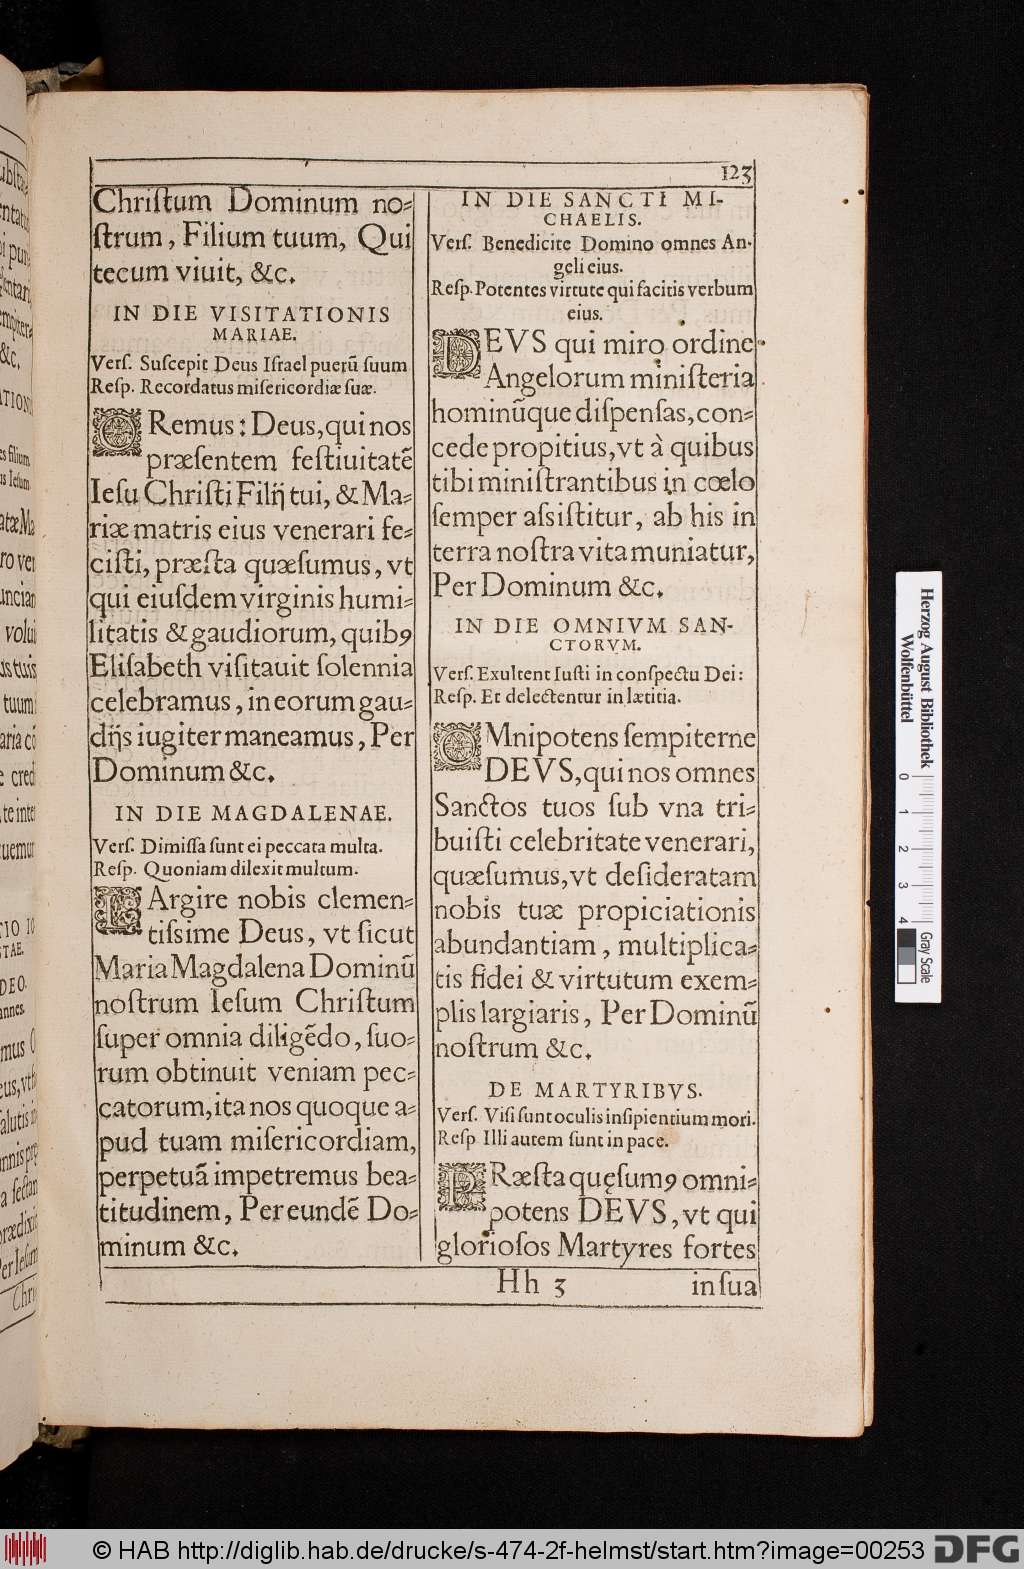 123
Chriſtum Dominum no-
ſtrum, Filium tuum, Qui
tecum viuit, &c.
IN DIE VISITATIONIS
MARIAE.
Verſ. Suſcepit Deus Iſrael puerũ ſuum
Reſp. Recordatus miſericordiæ ſuæ.
ORemus: Deus, qui nos
præſentem feſtiuitatẽ
Ieſu Chriſti Filij tui, & Ma-
riæ matris eius venerari fe-
ciſti, præſta quæſumus, vt
qui eiuſdem virginis humi-
litatis & gaudiorum, quibꝰ
Eliſabeth viſitauit ſolennia
celebramus, in eorum gau-
dijs iugiter maneamus, Per
Dominum &c.
IN DIE MAGDALENAE.
Verſ. Dimiſſa ſunt ei peccata multa.
Reſp. Quoniam dilexit multum.
LArgire nobis clemen-
tiſsime Deus, vt ſicut
Maria Magdalena Dominũ
noſtrum Ieſum Chriſtum
ſuper omnia diligẽdo, ſuo-
rum obtinuit veniam pec-
catorum, ita nos quoque a-
pud tuam miſericordiam,
perpetuã impetremus bea-
titudinem, Per eundẽ Do-
minum &c.
IN DIE SANCTI MI-
CHAELIS.
Verſ. Benedicite Domino omnes An-
geli eius.
Reſp. Potentes virtute qui facitis verbum
eius.
DEVS qui miro ordine
Angelorum miniſteria
hominũque diſpenſas, con-
cede propitius, vt à quibus
tibi miniſtrantibus in cœlo
ſemper aſsiſtitur, ab his in
terra noſtra vita muniatur,
Per Dominum &c.
IN DIE OMNIVM SAN-
CTORVM.
Verſ. Exultent Iuſti in conſpectu Dei:
Reſp. Et delectentur in lætitia.
OMnipotens ſempiterne
DEVS, qui nos omnes
Sanctos tuos ſub vna tri-
buiſti celebritate venerari,
quæſumus, vt deſideratam
nobis tuæ propiciationis
abundantiam, multiplica-
tis fidei & virtutum exem-
plis largiaris, Per Dominũ
noſtrum &c.
DE MARTYRIBVS.
Verſ. Viſi ſunt oculis inſipientium mori.
Reſp Illi autem ſunt in pace.
PRæſta quęſumꝰ omni-
potens DEVS, vt qui
glorioſos Martyres fortes
Hh 3 in ſua
Herzog August Bibliothek
Wolfenbüttel
0 1 2 3 4
Gray Scale
© HAB http://diglib.hab.de/drucke/s-474-2f-helmst/start.htm?image=00253
DFG